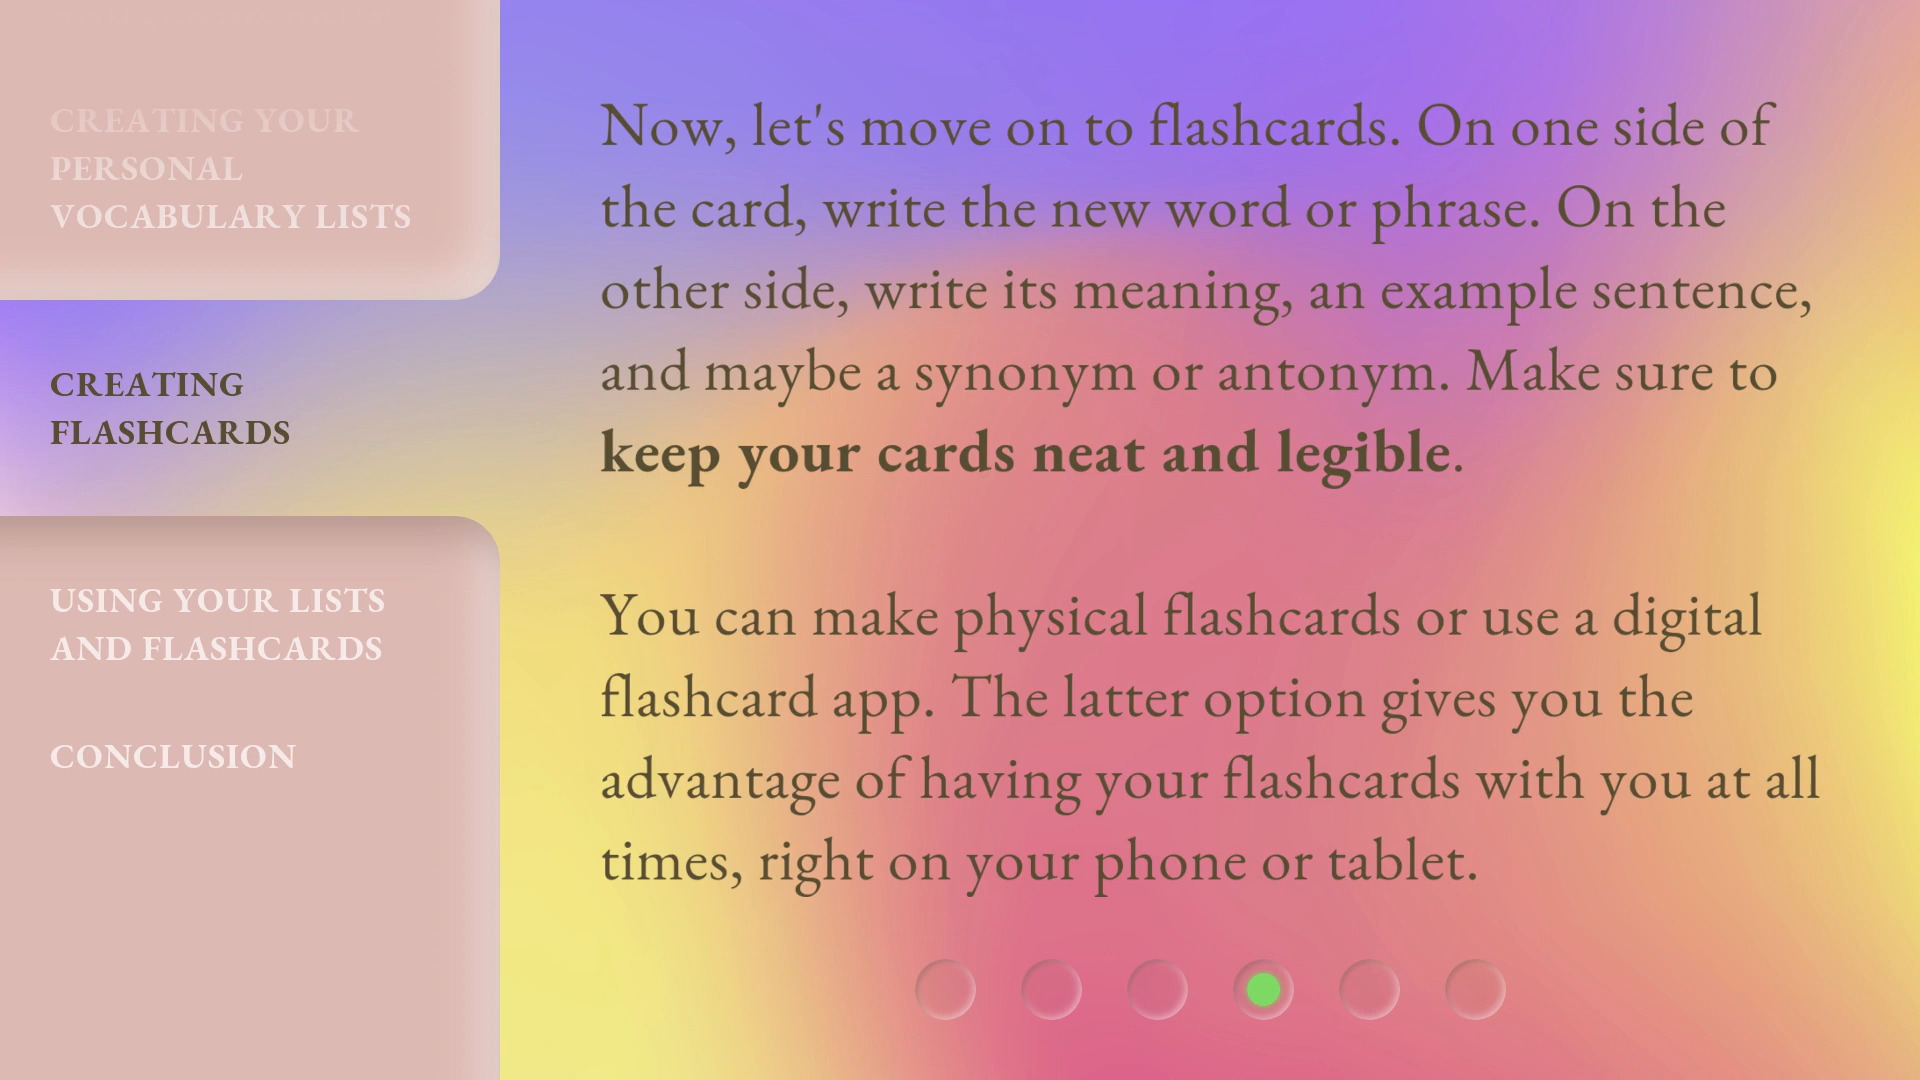 CREATING YOUR
PERSONAL
VOCABULARY LISTS
CREATING
FLASHCARDS
USING YOUR LISTS
AND FLASHCARDS
CONCLUSION
Now, let's move on to flashcards. On one side of
the card, write the new word or phrase. On the
other side, write its meaning, an example sentence,
and maybe a synonym or antonym. Make sure to
keep your cards neat and legible.
You can make physical flashcards or use a digital
flashcard app. The latter option gives you the
advantage of having your flashcards with you at all
times, right on your phone or tablet.